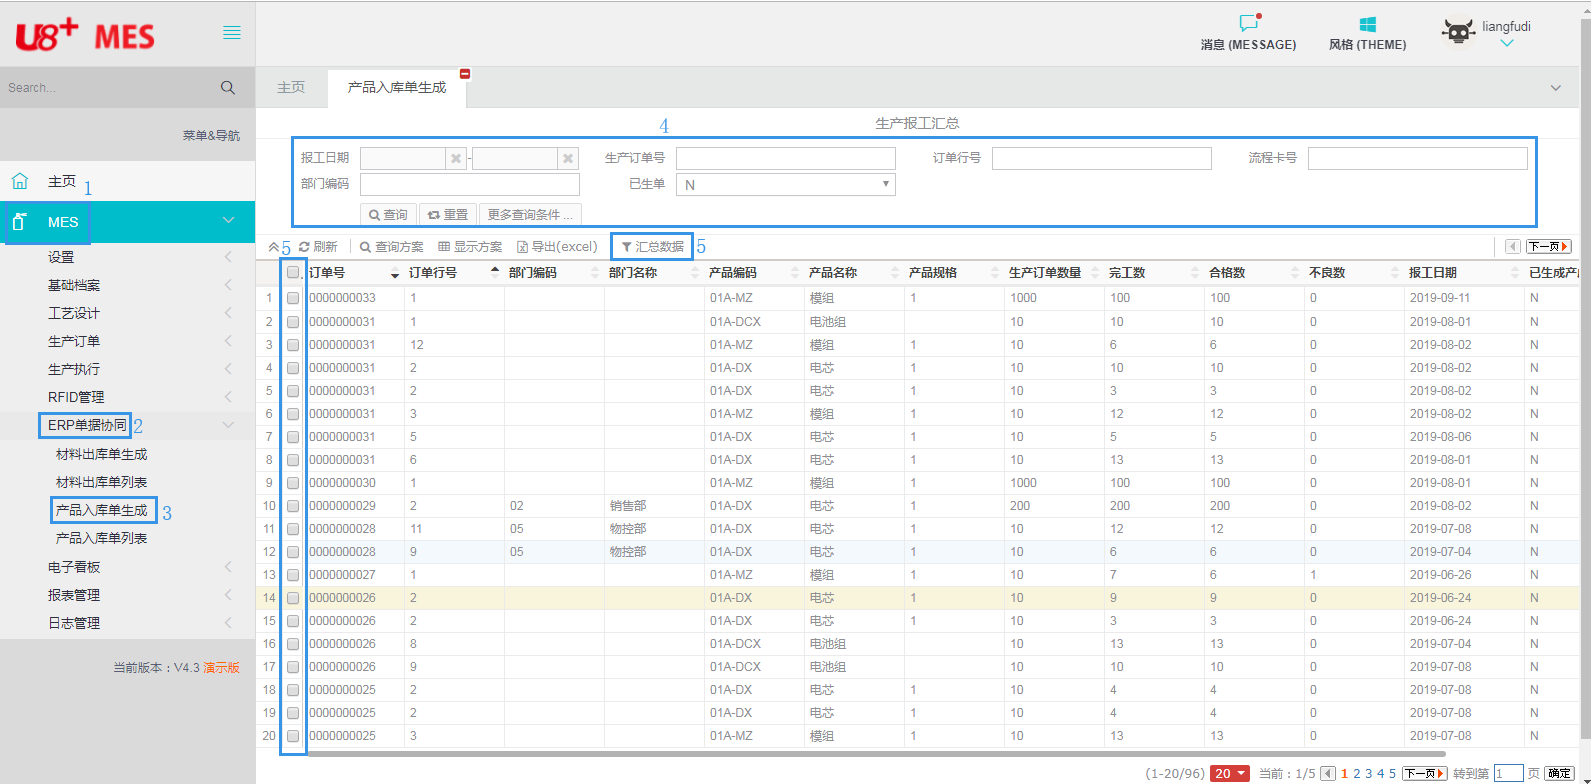 U8+ MES
消息 (MESSAGE)
风格 (THEME)
liangfudi
Search...
主页
产品入库单生成
菜单&导航
主页
1
MES
设置
基础档案
工艺设计
生产订单
生产执行
RFID管理
ERP单据协同 2
材料出库单生成
材料出库单列表
产品入库单生成 3
产品入库单列表
电子看板
报表管理
日志管理
当前版本：V4.3 演示版
4
生产报工汇总
报工日期 - 生产订单号 订单行号 流程卡号
部门编码 已生单 N
查询 重置 更多查询条件 ...
5 刷新 查询方案 显示方案 导出(excel) 汇总数据 5 下一页
订单号 订单行号 部门编码 部门名称 产品编码 产品名称 产品规格 生产订单数量 完工数 合格数 不良数 报工日期 已生成产
1 0000000033 1 01A-MZ 模组 1 1000 100 100 0 2019-09-11 N
2 0000000031 1 01A-DCX 电池组 10 10 10 0 2019-08-01 N
3 0000000031 12 01A-MZ 模组 1 10 6 6 0 2019-08-02 N
4 0000000031 2 01A-DX 电芯 1 10 10 10 0 2019-08-02 N
5 0000000031 2 01A-DX 电芯 1 10 3 3 0 2019-08-02 N
6 0000000031 3 01A-MZ 模组 1 10 12 12 0 2019-08-02 N
7 0000000031 5 01A-DX 电芯 1 10 5 5 0 2019-08-06 N
8 0000000031 6 01A-DX 电芯 1 10 13 13 0 2019-08-01 N
9 0000000030 1 01A-MZ 模组 1 1000 100 100 0 2019-08-01 N
10 0000000029 2 02 销售部 01A-DX 电芯 1 200 200 200 0 2019-08-02 N
11 0000000028 11 05 物控部 01A-DX 电芯 1 10 12 12 0 2019-07-08 N
12 0000000028 9 05 物控部 01A-DX 电芯 1 10 6 6 0 2019-07-04 N
13 0000000027 1 01A-MZ 模组 1 10 7 6 1 2019-06-26 N
14 0000000026 2 01A-DX 电芯 1 10 9 9 0 2019-06-24 N
15 0000000026 2 01A-DX 电芯 1 10 3 3 0 2019-06-24 N
16 0000000026 8 01A-DCX 电池组 10 13 13 0 2019-07-04 N
17 0000000026 9 01A-DCX 电池组 10 10 10 0 2019-07-08 N
18 0000000025 2 01A-DX 电芯 1 10 4 4 0 2019-07-08 N
19 0000000025 2 01A-DX 电芯 1 10 4 4 0 2019-07-08 N
20 0000000025 3 01A-MZ 模组 1 10 13 13 0 2019-07-08 N
(1-20/96) 20 当前：1/5 1 2 3 4 5 下一页 转到第 1 页 确定